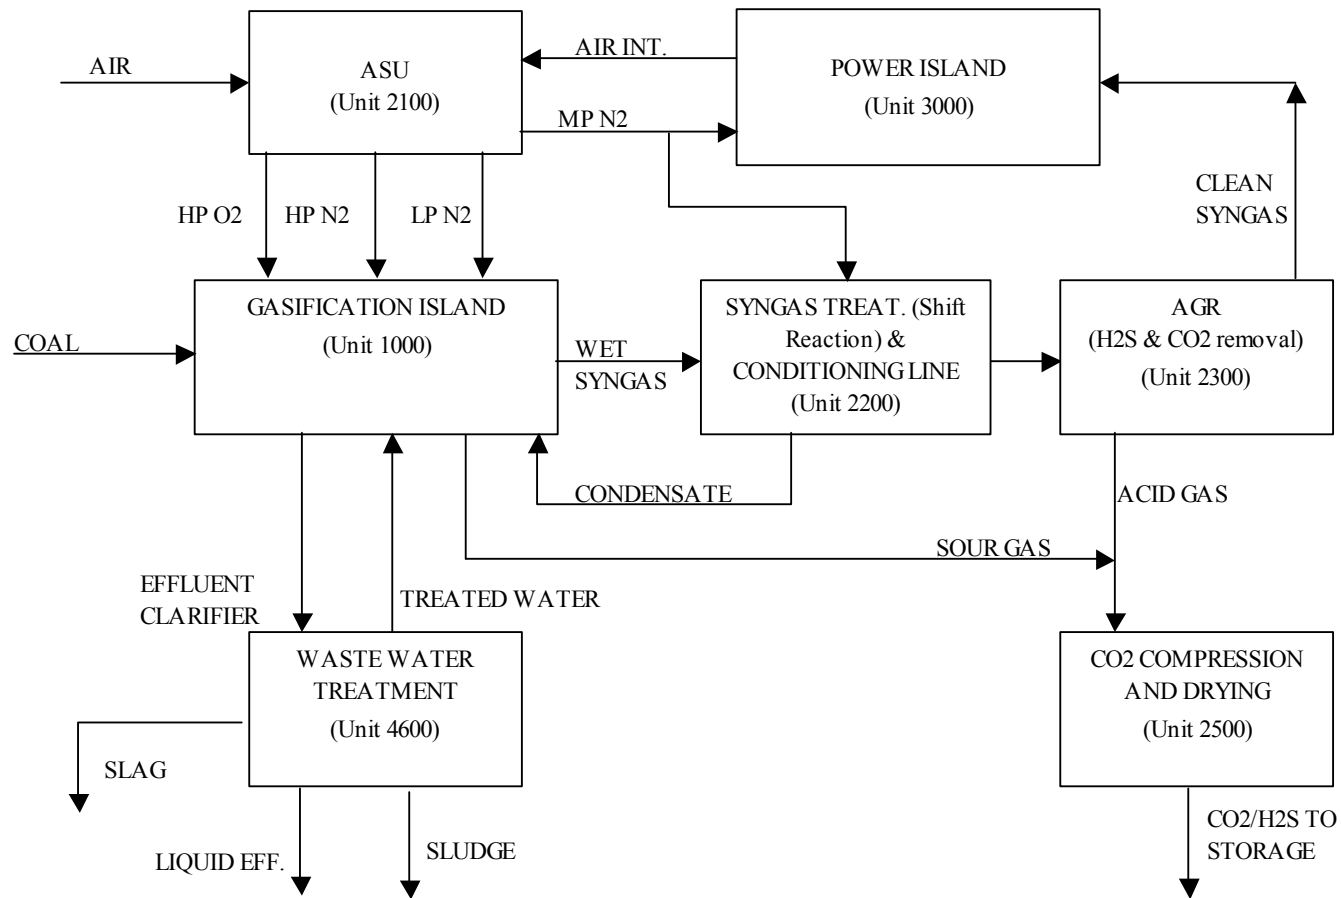 AIR
ASU
(Unit 2100)
AIR INT.
MP N2
POWER ISLAND
(Unit 3000)
CLEAN
SYNGAS
HP O2
HP N2
LP N2
COAL
GASIFICATION ISLAND
(Unit 1000)
WET
SYNGAS
SYNGAS TREAT. (Shift
Reaction) &
CONDITIONING LINE
(Unit 2200)
AGR
(H2S & CO2 removal)
(Unit 2300)
CONDENSATE
ACID GAS
SOUR GAS
EFFLUENT
CLARIFIER
TREATED WATER
WASTE WATER
TREATMENT
(Unit 4600)
CO2 COMPRESSION
AND DRYING
(Unit 2500)
SLAG
LIQUID EFF.
SLUDGE
CO2/H2S TO
STORAGE